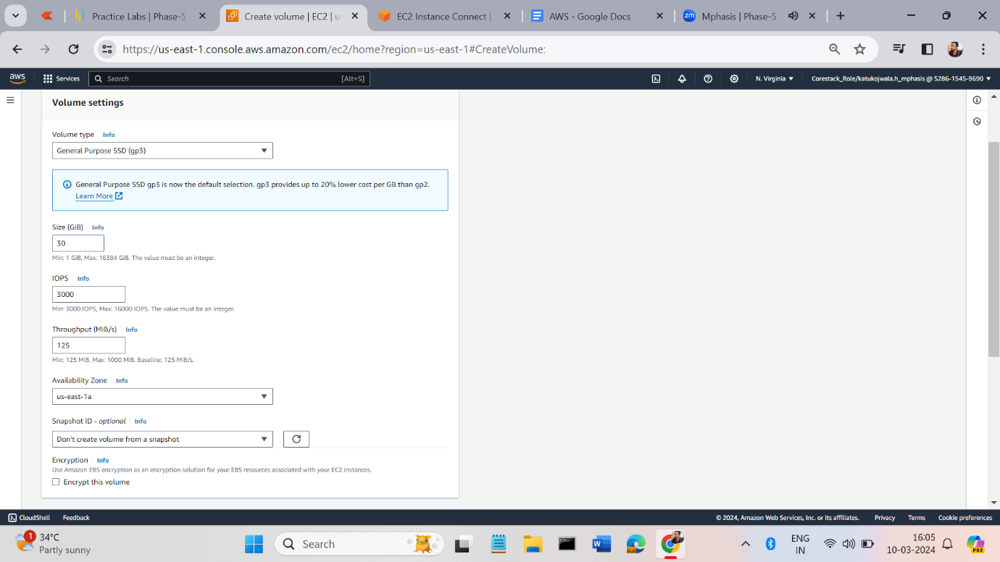 Practice Labs | Phase-5
Create volume | EC2 | us
EC2 Instance Connect |
AWS - Google Docs
zm
Mphasis | Phase-5
https://us-east-1.console.aws.amazon.com/ec2/home?region=us-east-1#CreateVolume:
aws
Services
Search
[Alt+S]
N. Virginia
Corestack_Role/katukojwala.h_mphasis @ 5286-1545-9690
Volume settings
Volume type
Info
General Purpose SSD (gp3)
General Purpose SSD gp3 is now the default selection. gp3 provides up to 20% lower cost per GB than gp2.
Learn More
Size (GiB)
Info
30
Min: 1 GiB, Max: 16384 GiB. The value must be an integer.
IOPS
Info
3000
Min: 3000 IOPS, Max: 16000 IOPS. The value must be an integer.
Throughput (MiB/s)
Info
125
Min: 125 MiB, Max: 1000 MiB. Baseline: 125 MiB/s.
Availability Zone
Info
us-east-1a
Snapshot ID - optional
Info
Don't create volume from a snapshot
Encryption
Info
Use Amazon EBS encryption as an encryption solution for your EBS resources associated with your EC2 instances.
Encrypt this volume
CloudShell
Feedback
© 2024, Amazon Web Services, Inc. or its affiliates.
Privacy
Terms
Cookie preferences
1
34°C
Partly sunny
Search
W
ENG
IN
16:05
10-03-2024
PRE